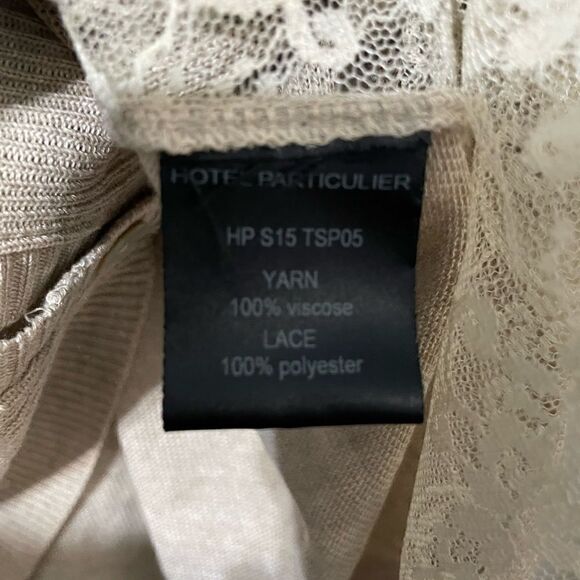 HOTEL PARTICULIER
HP S15 TSP05
YARN
100% viscose
LACE
100% polyester